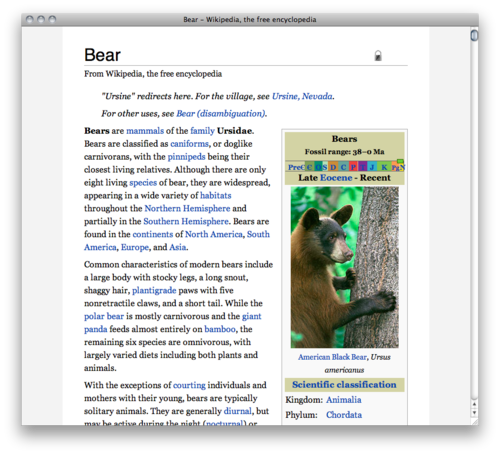 Bear – Wikipedia, the free encyclopedia
Bear
From Wikipedia, the free encyclopedia
"Ursine" redirects here. For the village, see Ursine, Nevada.
For other uses, see Bear (disambiguation).
Bears are mammals of the family Ursidae.
Bears are classified as caniforms, or doglike
carnivorans, with the pinnipeds being their
closest living relatives. Although there are only
eight living species of bear, they are widespread,
appearing in a wide variety of habitats
throughout the Northern Hemisphere and
partially in the Southern Hemisphere. Bears are
found in the continents of North America, South
America, Europe, and Asia.
Common characteristics of modern bears include
a large body with stocky legs, a long snout,
shaggy hair, plantigrade paws with five
nonretractile claws, and a short tail. While the
polar bear is mostly carnivorous and the giant
panda feeds almost entirely on bamboo, the
remaining six species are omnivorous, with
largely varied diets including both plants and
animals.
With the exceptions of courting individuals and
mothers with their young, bears are typically
solitary animals. They are generally diurnal, but
may be active during the night (nocturnal) or
Bears
Fossil range: 38–0 Ma
PreЄ Є O S D C P T J K Pg N
Late Eocene - Recent
American Black Bear, Ursus
americanus
Scientific classification
Kingdom: Animalia
Phylum: Chordata